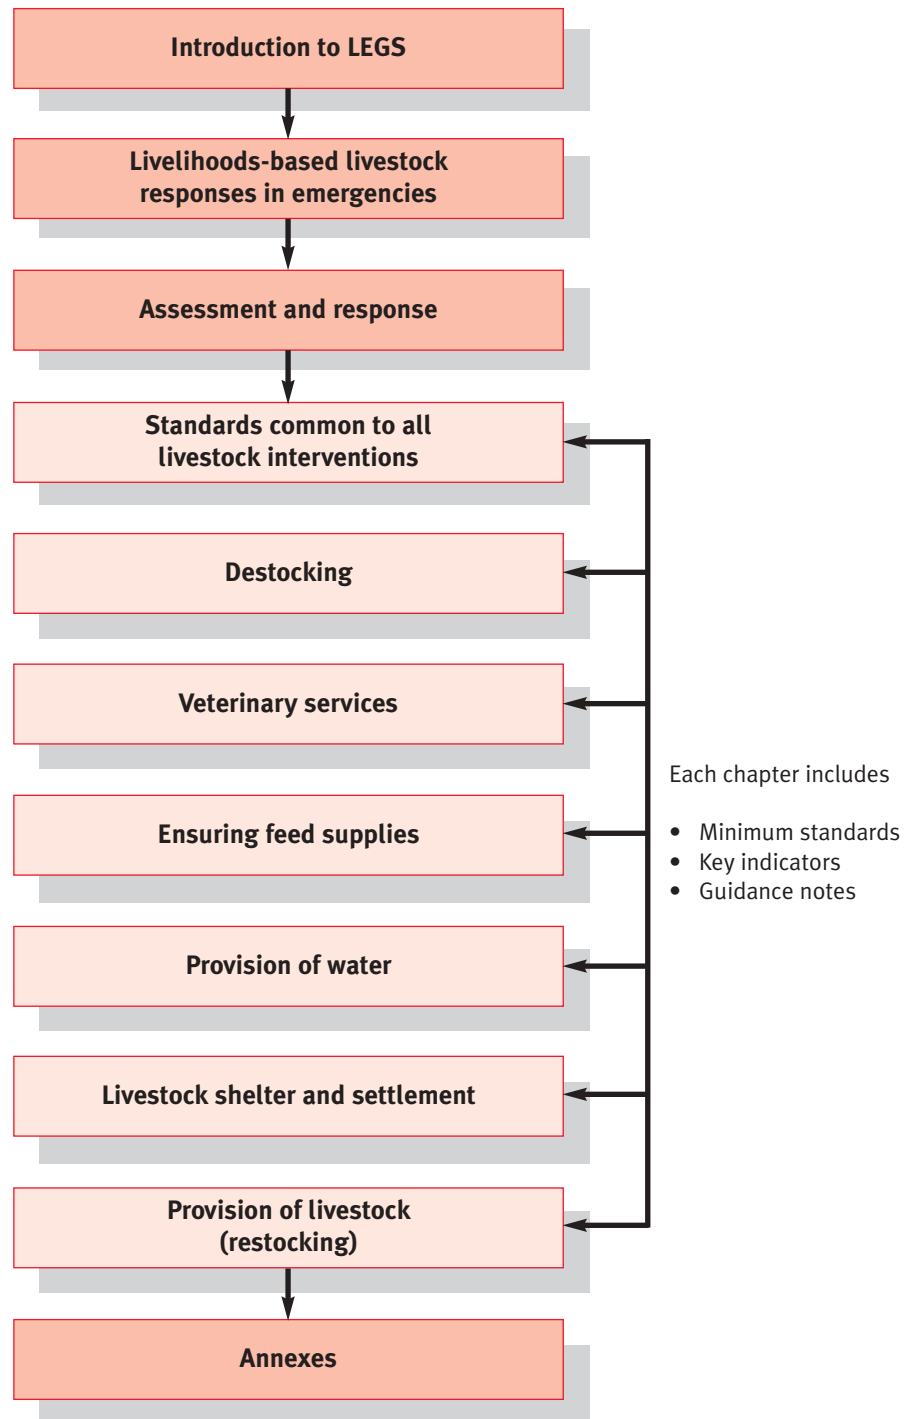 Introduction to LEGS
Livelihoods-based livestock
responses in emergencies
Assessment and response
Standards common to all
livestock interventions
Destocking
Veterinary services
Ensuring feed supplies
Provision of water
Livestock shelter and settlement
Provision of livestock
(restocking)
Annexes
Each chapter includes
• Minimum standards
• Key indicators
• Guidance notes